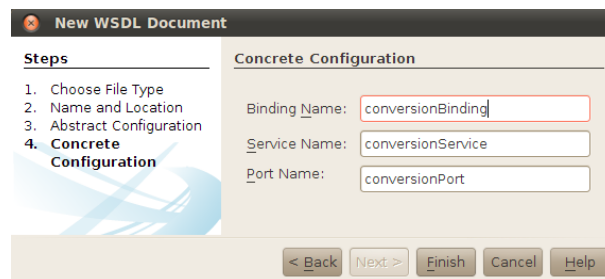 New WSDL Document
Steps
1. Choose File Type
2. Name and Location
3. Abstract Configuration
4. Concrete
Configuration
Concrete Configuration
Binding Name: conversionBinding
Service Name: conversionService
Port Name: conversionPort
< Back Next > Finish Cancel Help